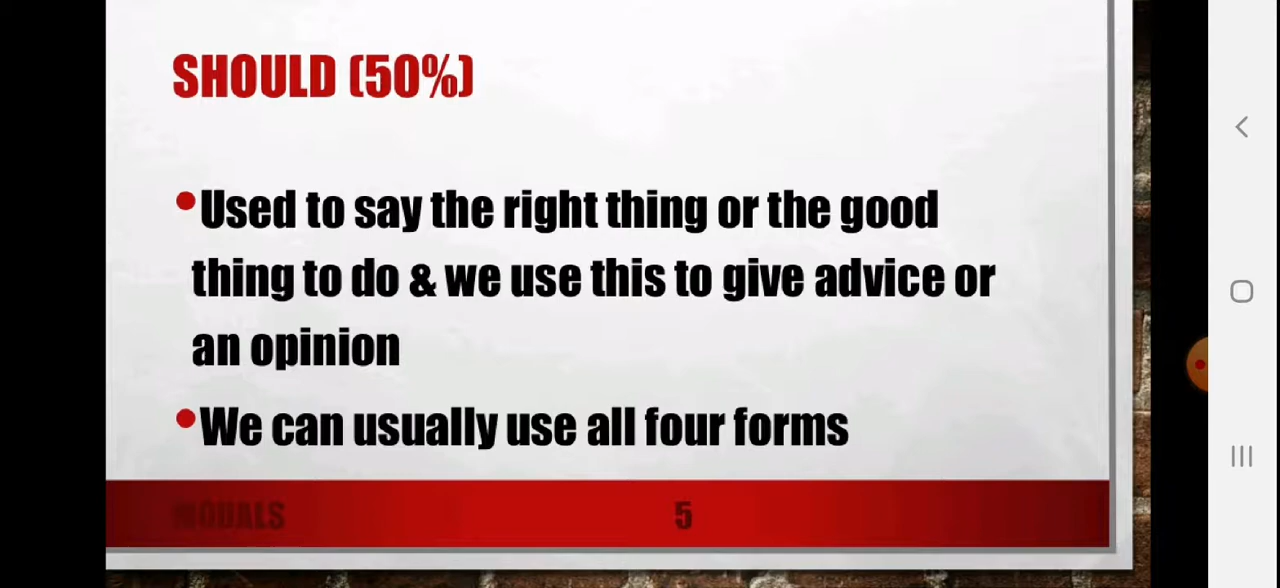 SHOULD (50%)
•Used to say the right thing or the good
thing to do & we use this to give advice or
an opinion
•We can usually use all four forms
MODALS
5